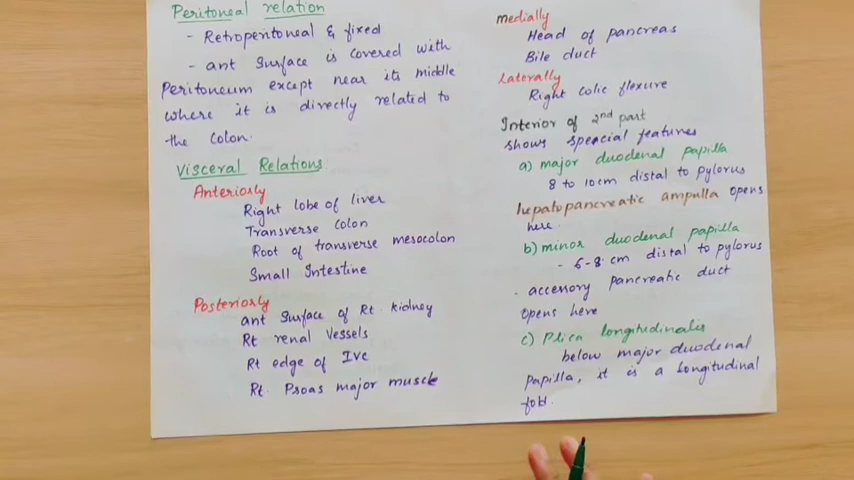 Peritoneal relation
- Retropentoneal & fixed
- ant Surface is covered with
Peritoneum except near its middle
where it is directly related to
the colon.
Visceral Relations
Anteriorly
Right lobe of liver
Transverse colon
Root of transverse mesocolon
Small Intestine
Posteriorly
ant Surface of Rt kidney
Rt renal Vessels
Rt edge of IVC
Rt. Psoas major muscle
medially
Head of pancreas
Bile duct
Laterally
Right colic flexure
Interior of 2nd part
shows speacial features
a) major duodenal papilla
8 to 10cm distal to pylorus
hepatopancreatic ampulla opens
here.
b) minor duodenal papilla
- 6-8 cm distal to pylorus
- accessory pancreatic duct
opens here
c) Plica longitudinalis
below major duodenal
Papilla, it is a longitudinal
fold.